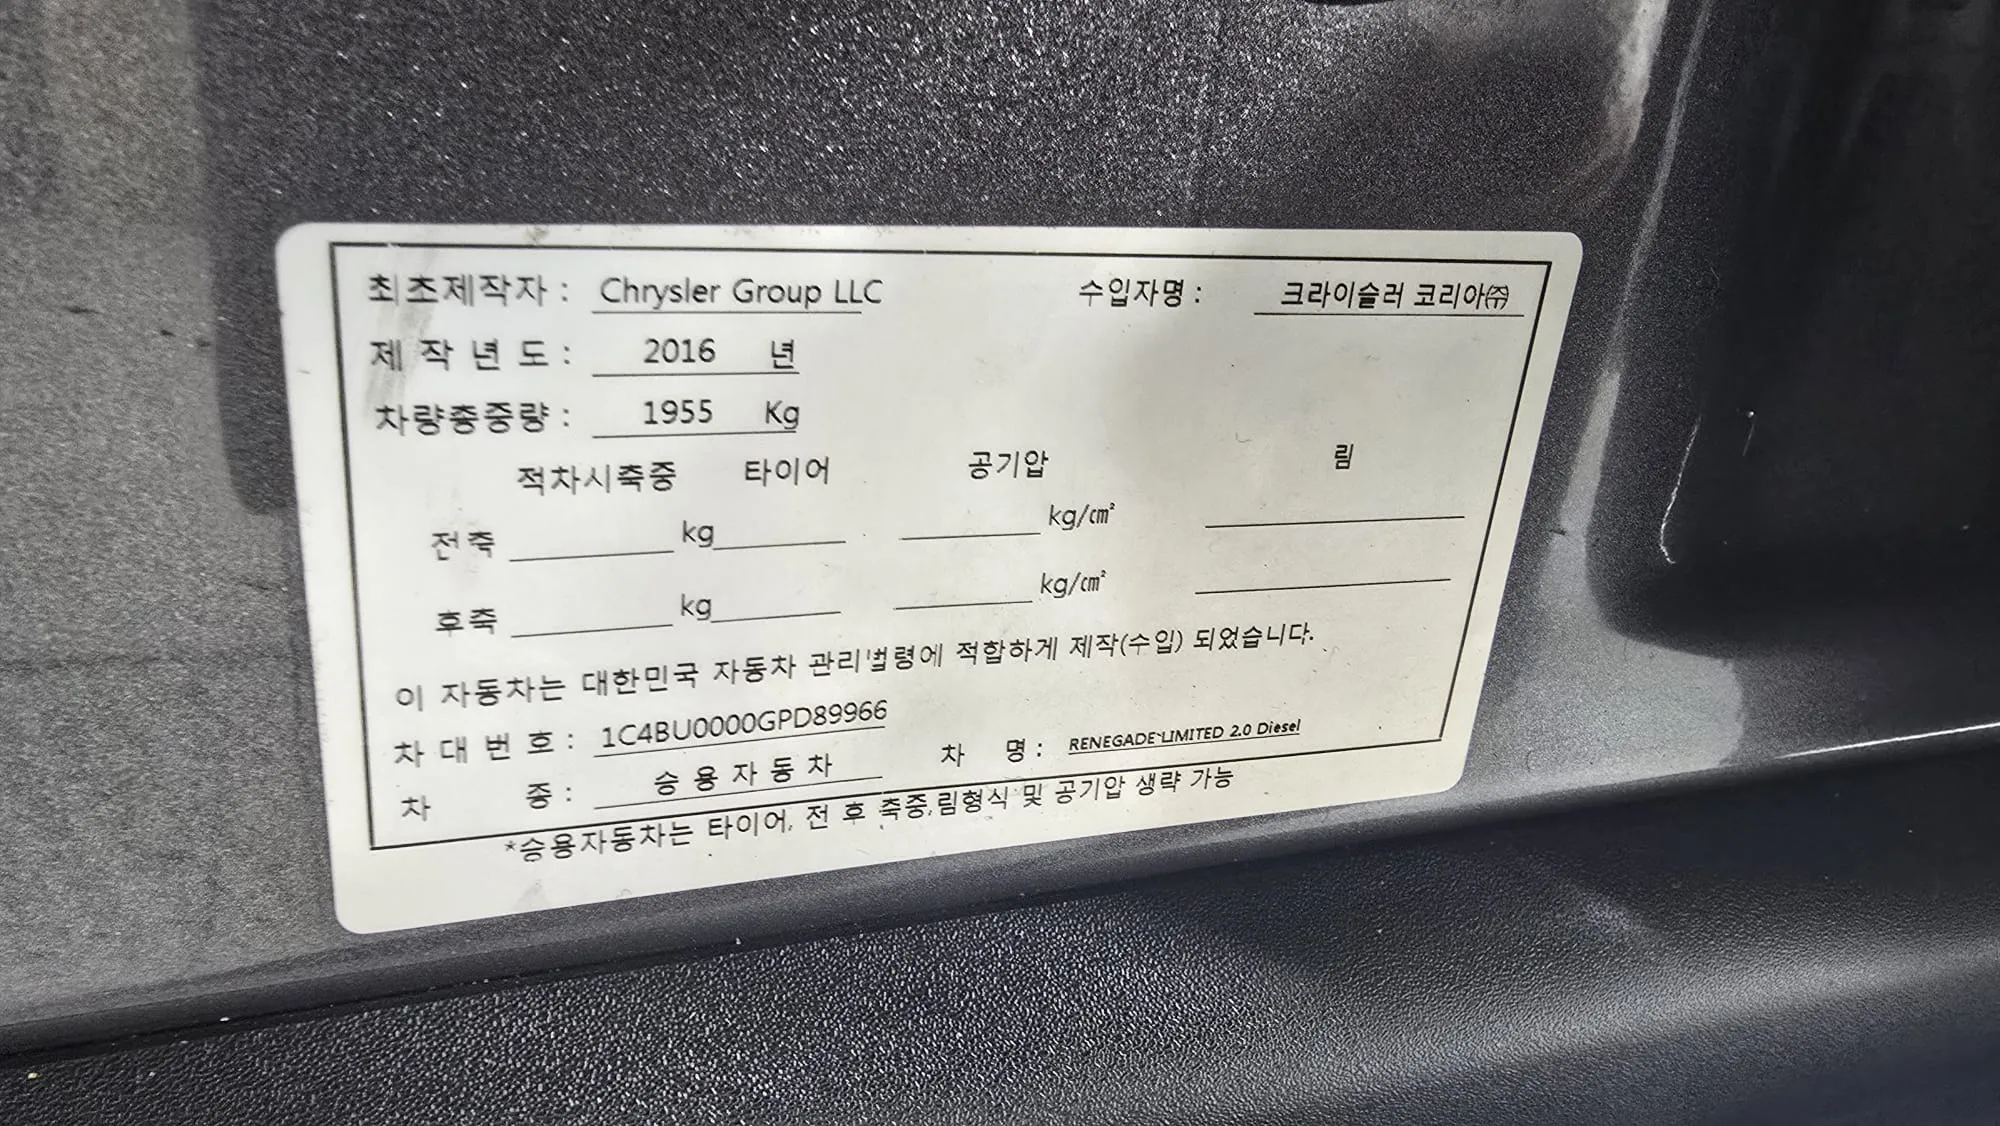 최초제작자 : Chrysler Group LLC 수입자명 : 크라이슬러 코리아㈜
제 작 년 도 : 2016 년
차량총중량 : 1955 Kg
적차시축중 타이어 공기압 림
전축 kg kg/㎠
후축 kg kg/㎠
이 자동차는 대한민국 자동차 관리법령에 적합하게 제작(수입) 되었습니다.
차 대 번 호 : 1C4BU0000GPD89966
차 종 : 승 용 자 동 차 차 명 : RENEGADE LIMITED 2.0 Diesel
*승용자동차는 타이어, 전 후 축중,림형식 및 공기압 생략 가능